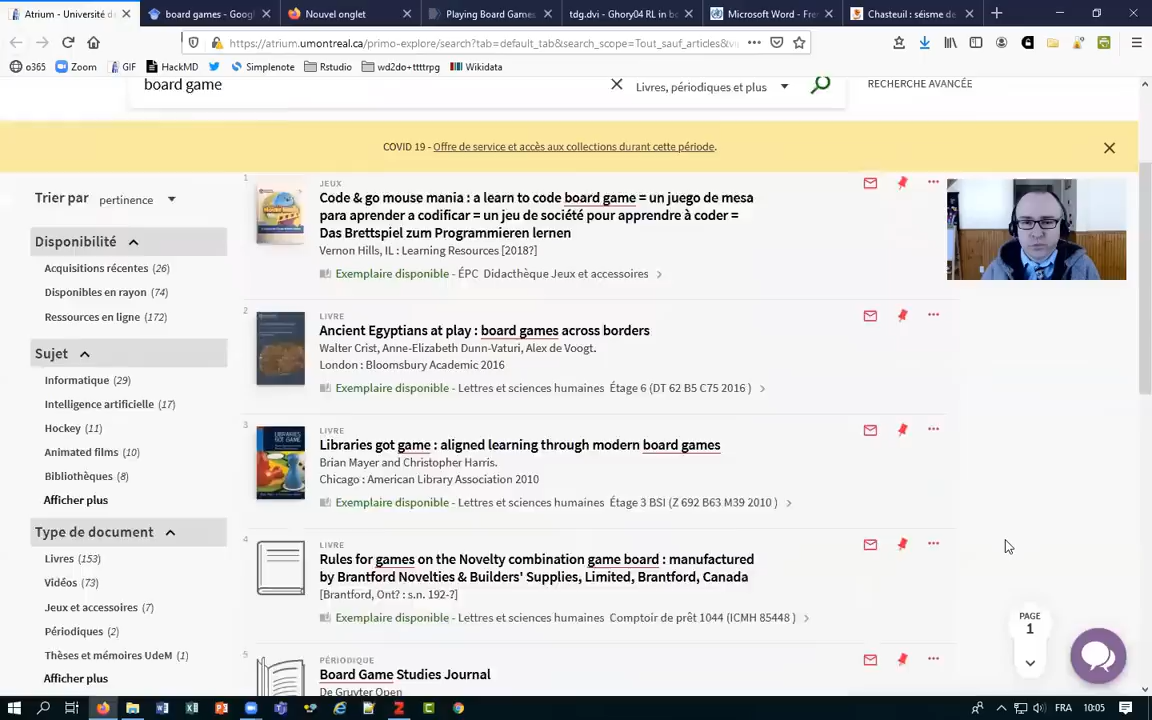 Atrium - Université d
board games - Googl
Nouvel onglet
Playing Board Games
tdg.dvi - Ghory04 RL in bo
Microsoft Word - Fre
Chasteuil : séisme da
https://atrium.umontreal.ca/primo-explore/search?tab=default_tab&search_scope=Tout_sauf_articles&vi
o365
Zoom
GIF
HackMD
Simplenote
Rstudio
wd2do+ttttrpg
Wikidata
board game
Livres, périodiques et plus
RECHERCHE AVANCÉE
COVID 19 - Offre de service et accès aux collections durant cette période.
Trier par pertinence
Disponibilité
Acquisitions récentes (26)
Disponibles en rayon (74)
Ressources en ligne (172)
Sujet
Informatique (29)
Intelligence artificielle (17)
Hockey (11)
Animated films (10)
Bibliothèques (8)
Afficher plus
Type de document
Livres (153)
Vidéos (73)
Jeux et accessoires (7)
Périodiques (2)
Thèses et mémoires UdeM (1)
Afficher plus
1
JEUX
Code & go mouse mania : a learn to code board game = un juego de mesa
para aprender a codificar = un jeu de société pour apprendre à coder =
Das Brettspiel zum Programmieren lernen
Vernon Hills, IL : Learning Resources [2018?]
Exemplaire disponible - ÉPC Didacthèque Jeux et accessoires
2
LIVRE
Ancient Egyptians at play : board games across borders
Walter Crist, Anne-Elizabeth Dunn-Vaturi, Alex de Voogt.
London : Bloomsbury Academic 2016
Exemplaire disponible - Lettres et sciences humaines Étage 6 (DT 62 B5 C75 2016 )
3
LIVRE
Libraries got game : aligned learning through modern board games
Brian Mayer and Christopher Harris.
Chicago : American Library Association 2010
Exemplaire disponible - Lettres et sciences humaines Étage 3 BSI (Z 692 B63 M39 2010 )
4
LIVRE
Rules for games on the Novelty combination game board : manufactured
by Brantford Novelties & Builders' Supplies, Limited, Brantford, Canada
[Brantford, Ont? : s.n. 192-?]
Exemplaire disponible - Lettres et sciences humaines Comptoir de prêt 1044 (ICMH 85448 )
5
PÉRIODIQUE
Board Game Studies Journal
De Gruyter Open
PAGE
1
FRA
10:05